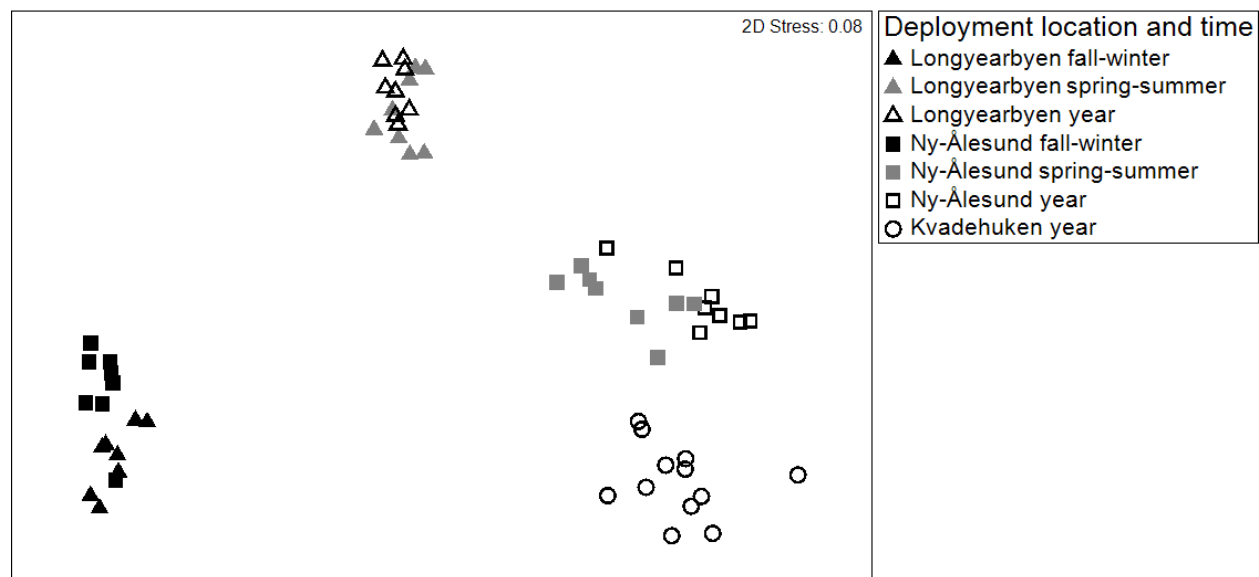 2D Stress: 0.08
Deployment location and time
Longyearbyen fall-winter
Longyearbyen spring-summer
Longyearbyen year
Ny-Ålesund fall-winter
Ny-Ålesund spring-summer
Ny-Ålesund year
Kvadehuken year